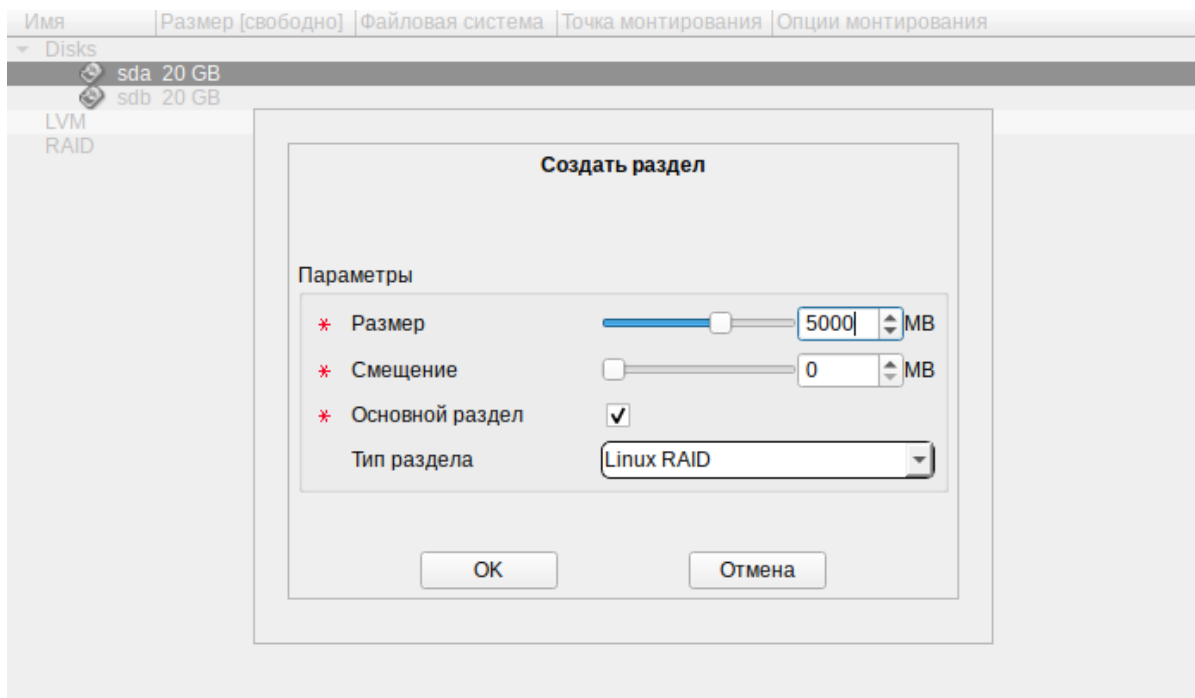 Имя Размер [свободно] Файловая система Точка монтирования Опции монтирования
Disks
sda 20 GB
sdb 20 GB
LVM
RAID
Создать раздел
Параметры
* Размер 5000 MB
* Смещение 0 MB
* Основной раздел
Тип раздела Linux RAID
OK Отмена